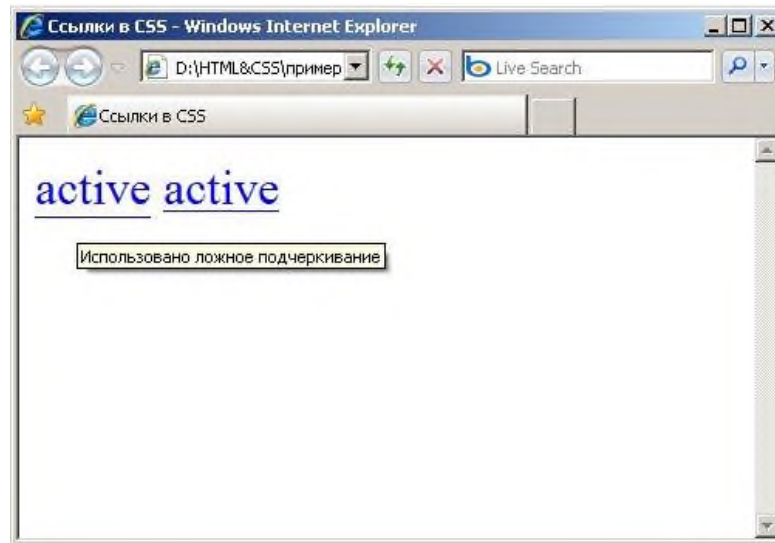 Ссылки в CSS - Windows Internet Explorer
D:\HTML&CSS\пример
Live Search
Ссылки в CSS
active active
Использовано ложное подчеркивание